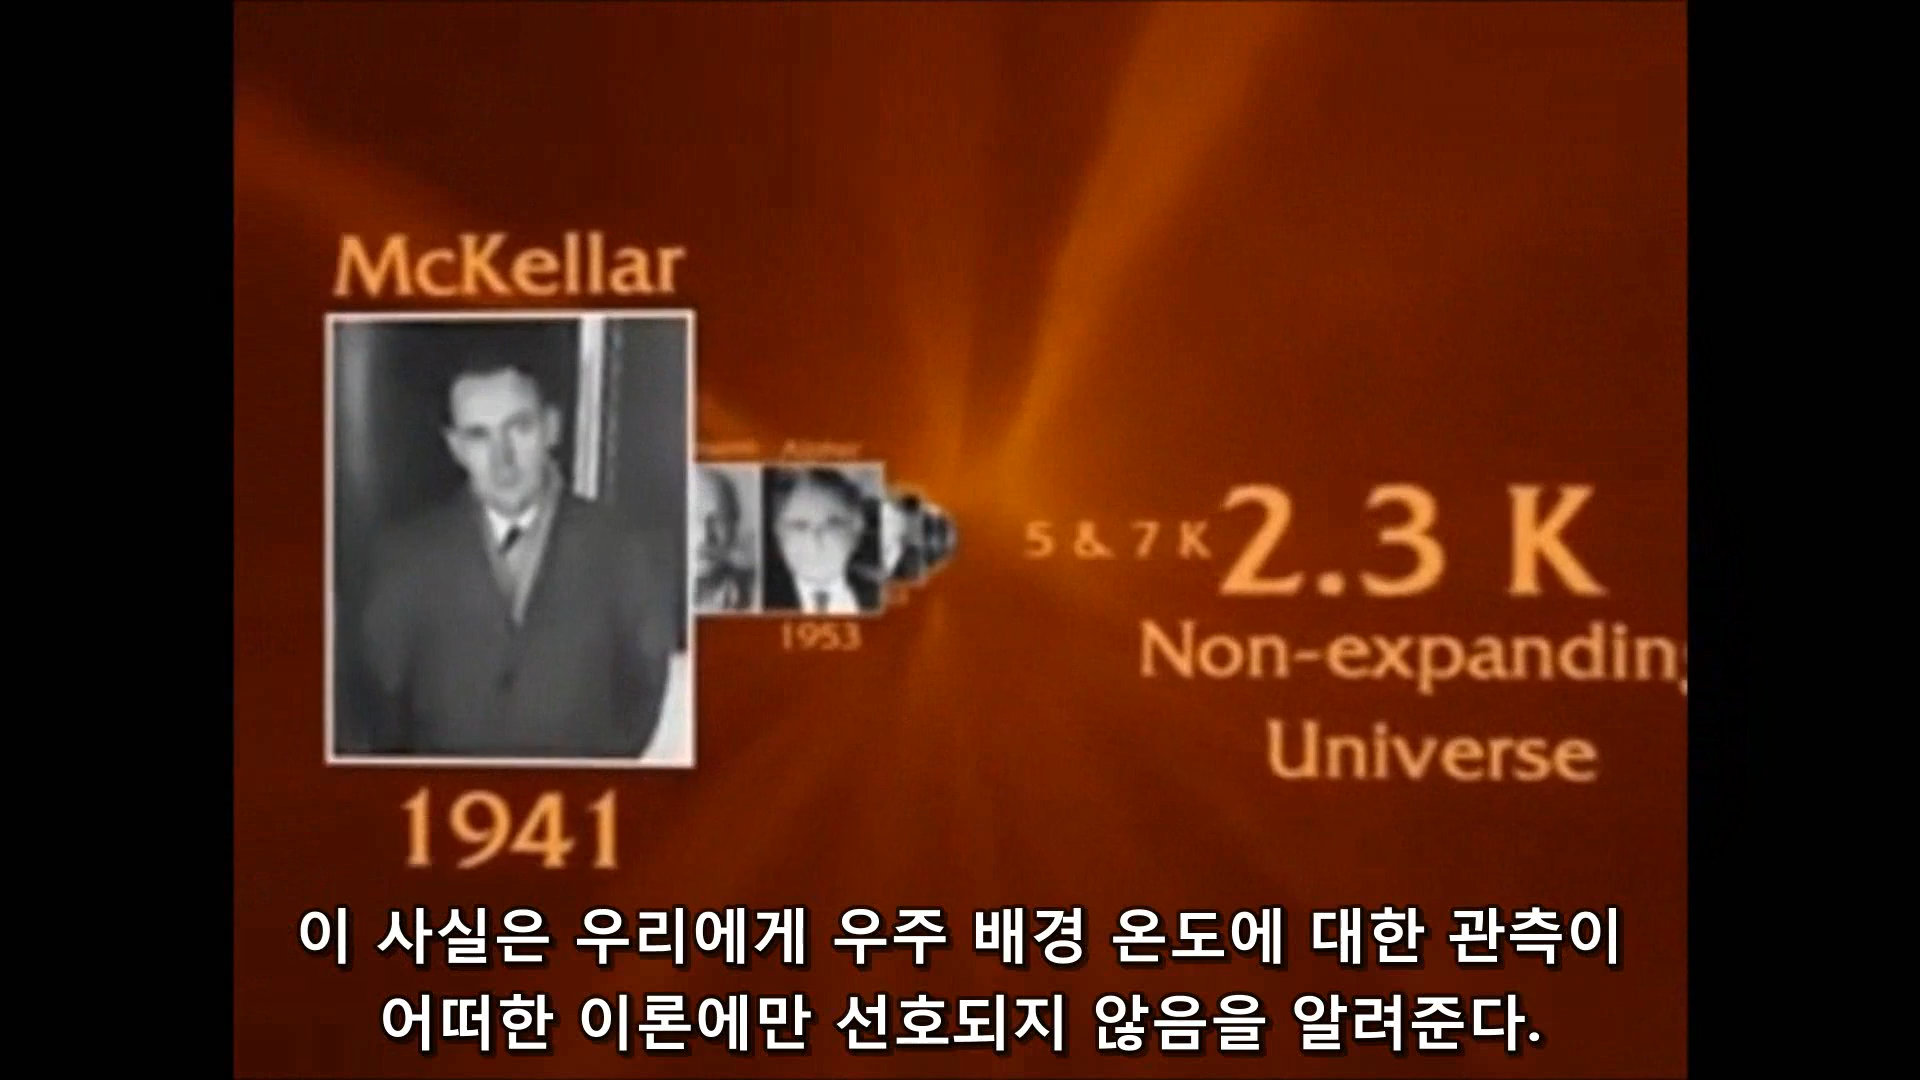 McKellar
1941
Alpher
1953
5 & 7 K
2.3 K
Non-expanding
Universe
이 사실은 우리에게 우주 배경 온도에 대한 관측이
어떠한 이론에만 선호되지 않음을 알려준다.